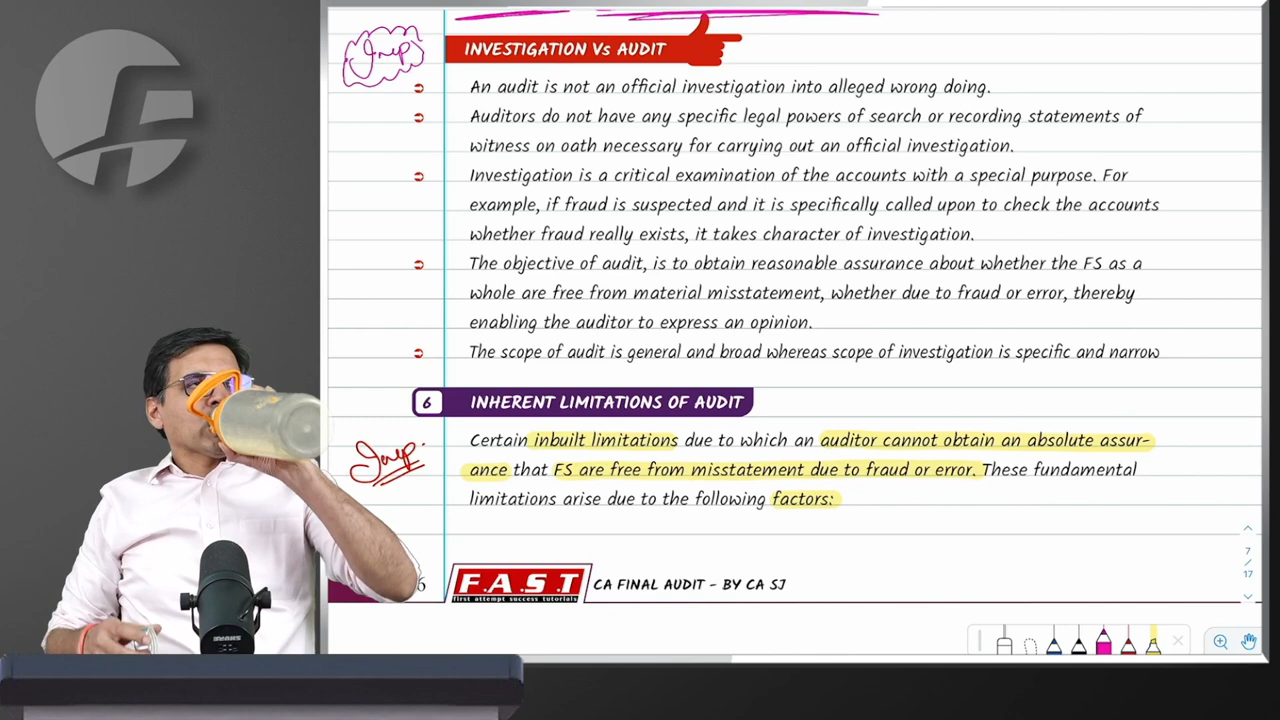 Imp
INVESTIGATION Vs AUDIT
An audit is not an official investigation into alleged wrong doing.
Auditors do not have any specific legal powers of search or recording statements of
witness on oath necessary for carrying out an official investigation.
Investigation is a critical examination of the accounts with a special purpose. For
example, if fraud is suspected and it is specifically called upon to check the accounts
whether fraud really exists, it takes character of investigation.
The objective of audit, is to obtain reasonable assurance about whether the FS as a
whole are free from material misstatement, whether due to fraud or error, thereby
enabling the auditor to express an opinion.
The scope of audit is general and broad whereas scope of investigation is specific and narrow
6 INHERENT LIMITATIONS OF AUDIT
Imp.
Certain inbuilt limitations due to which an auditor cannot obtain an absolute assur-
ance that FS are free from misstatement due to fraud or error. These fundamental
limitations arise due to the following factors:
6
F.A.S.T
first attempt success tutorials
CA FINAL AUDIT - BY CA SJ
7
/
17
SHURE